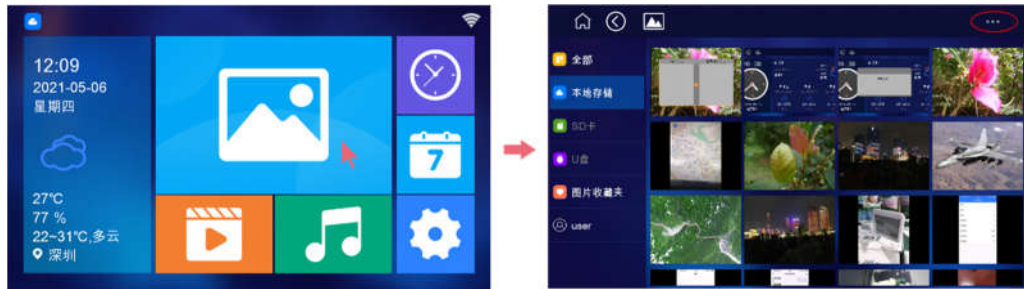 12:09
2021-05-06
星期四
7
27℃
77 %
22~31℃,多云
深圳
全部
本地存储
SD卡
U盘
图片收藏夹
user